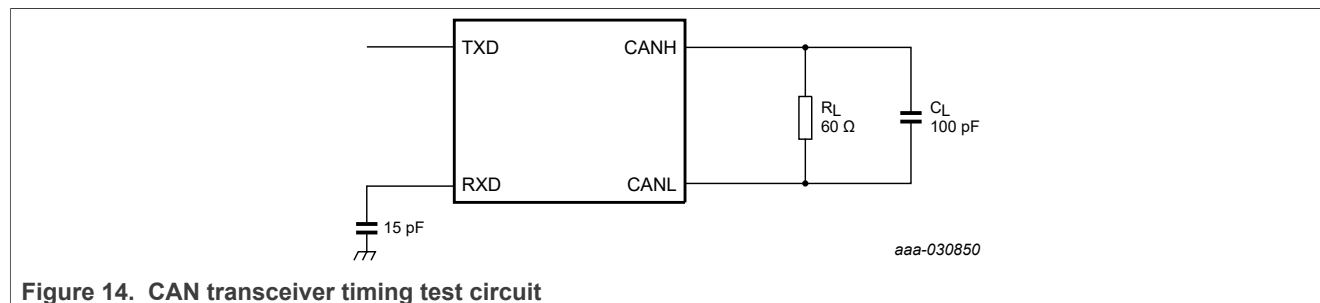 TXD
CANH
RL
60 Ω
CL
100 pF
RXD
CANL
15 pF
aaa-030850
Figure 14. CAN transceiver timing test circuit